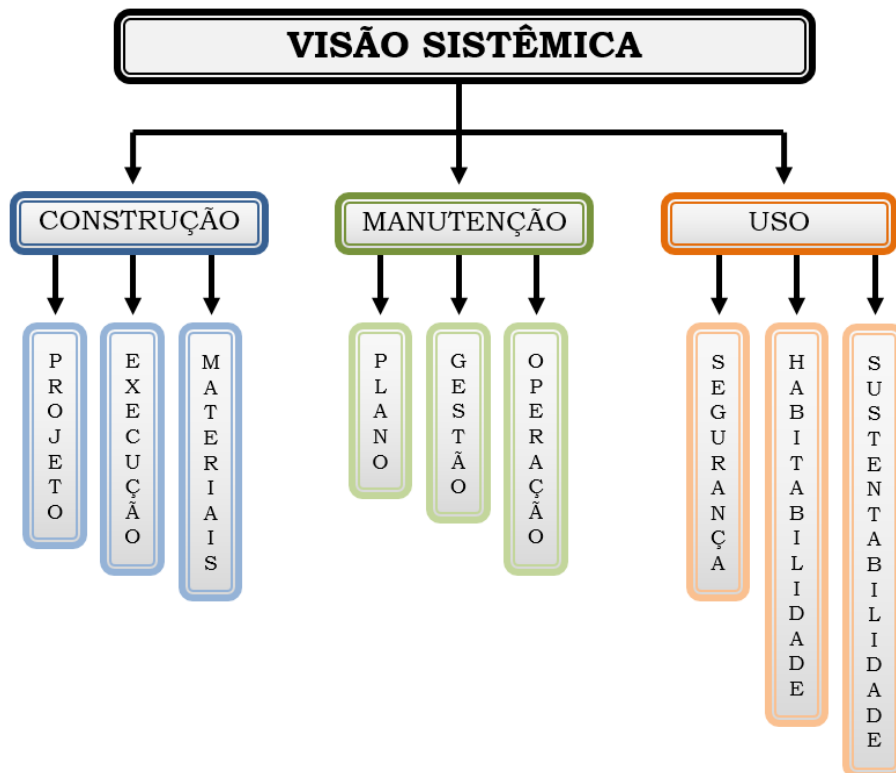 VISÃO SISTÊMICA
CONSTRUÇÃO
MANUTENÇÃO
USO
PROJETO
EXECUÇÃO
MATERIAIS
PLANO
GESTÃO
OPERAÇÃO
SEGURANÇA
HABITABILIDADE
SUSTENTABILIDADE